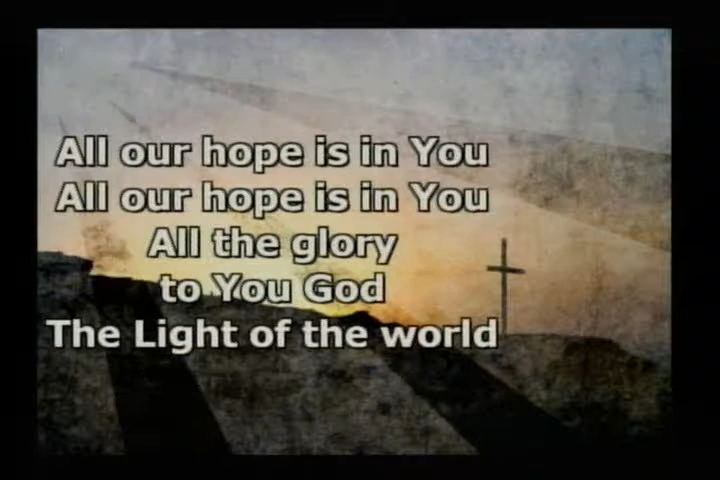 All our hope is in You
All our hope is in You
All the glory
to You God
The Light of the world